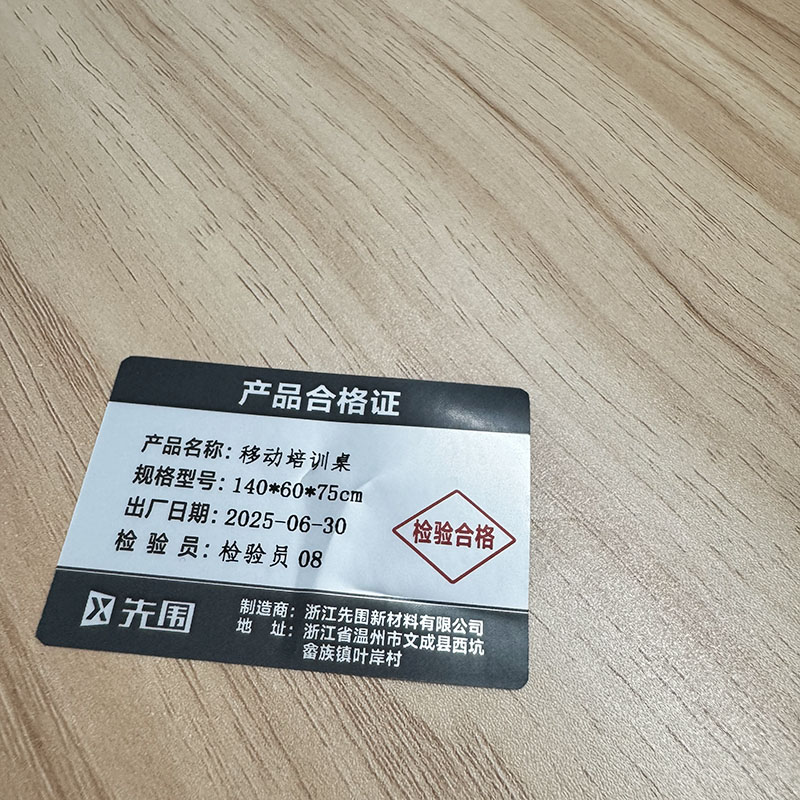 产品合格证
产品名称：移动培训桌
规格型号：140*60*75cm
出厂日期：2025-06-30
检 验 员：检验员 08
检验合格
先围
制造商：浙江先围新材料有限公司
地 址：浙江省温州市文成县西坑
畲族镇叶岸村